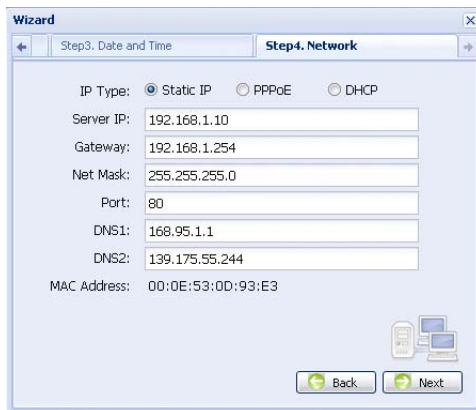 Wizard
Step3. Date and Time Step4. Network
IP Type: Static IP PPPoE DHCP
Server IP: 192.168.1.10
Gateway: 192.168.1.254
Net Mask: 255.255.255.0
Port: 80
DNS1: 168.95.1.1
DNS2: 139.175.55.244
MAC Address: 00:0E:53:0D:93:E3
Back Next